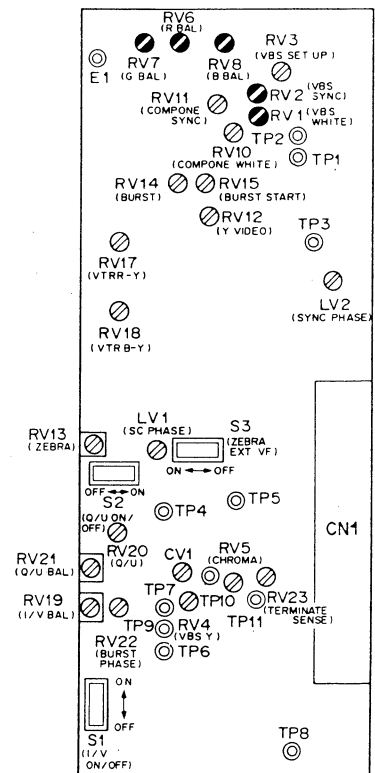 RV6
(R BAL)
RV7
(G BAL)
RV8
(B BAL)
RV3
(VBS SET UP)
E1
RV11
(COMPONE
SYNC)
RV2 (VBS
SYNC)
RV1 (VBS
WHITE)
TP2
RV10
(COMPONE WHITE)
TP1
RV14
(BURST)
RV15
(BURST START)
RV12
(Y VIDEO)
TP3
RV17
(VTRR-Y)
LV2
(SYNC PHASE)
RV18
(VTRB-Y)
RV13
(ZEBRA)
LV1
(SC PHASE)
S3
(ZEBRA
EXT VF)
ON ↔ OFF
OFF ↔ ON
S2
(Q/U ON/
OFF)
TP4
TP5
CN1
RV20
(Q/U)
RV21
(Q/U BAL)
CV1
RV5
(CHROMA)
RV19
(I/V BAL)
TP7
TP10
RV23
(TERMINATE
SENSE)
TP11
TP9
RV4
(VBS Y)
RV22
(BURST
PHASE)
TP6
ON
OFF
S1
(I/V
ON/OFF)
TP8